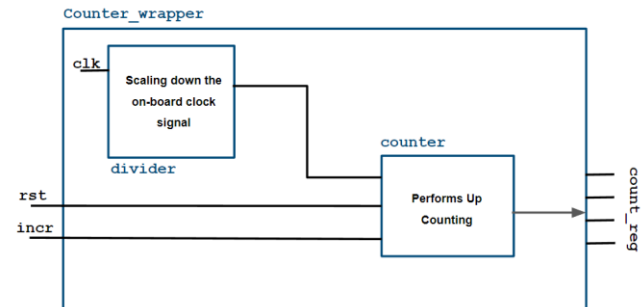 Counter_wrapper
clk
Scaling down the
on-board clock
signal
divider
counter
rst
incr
Performs Up
Counting
count_reg